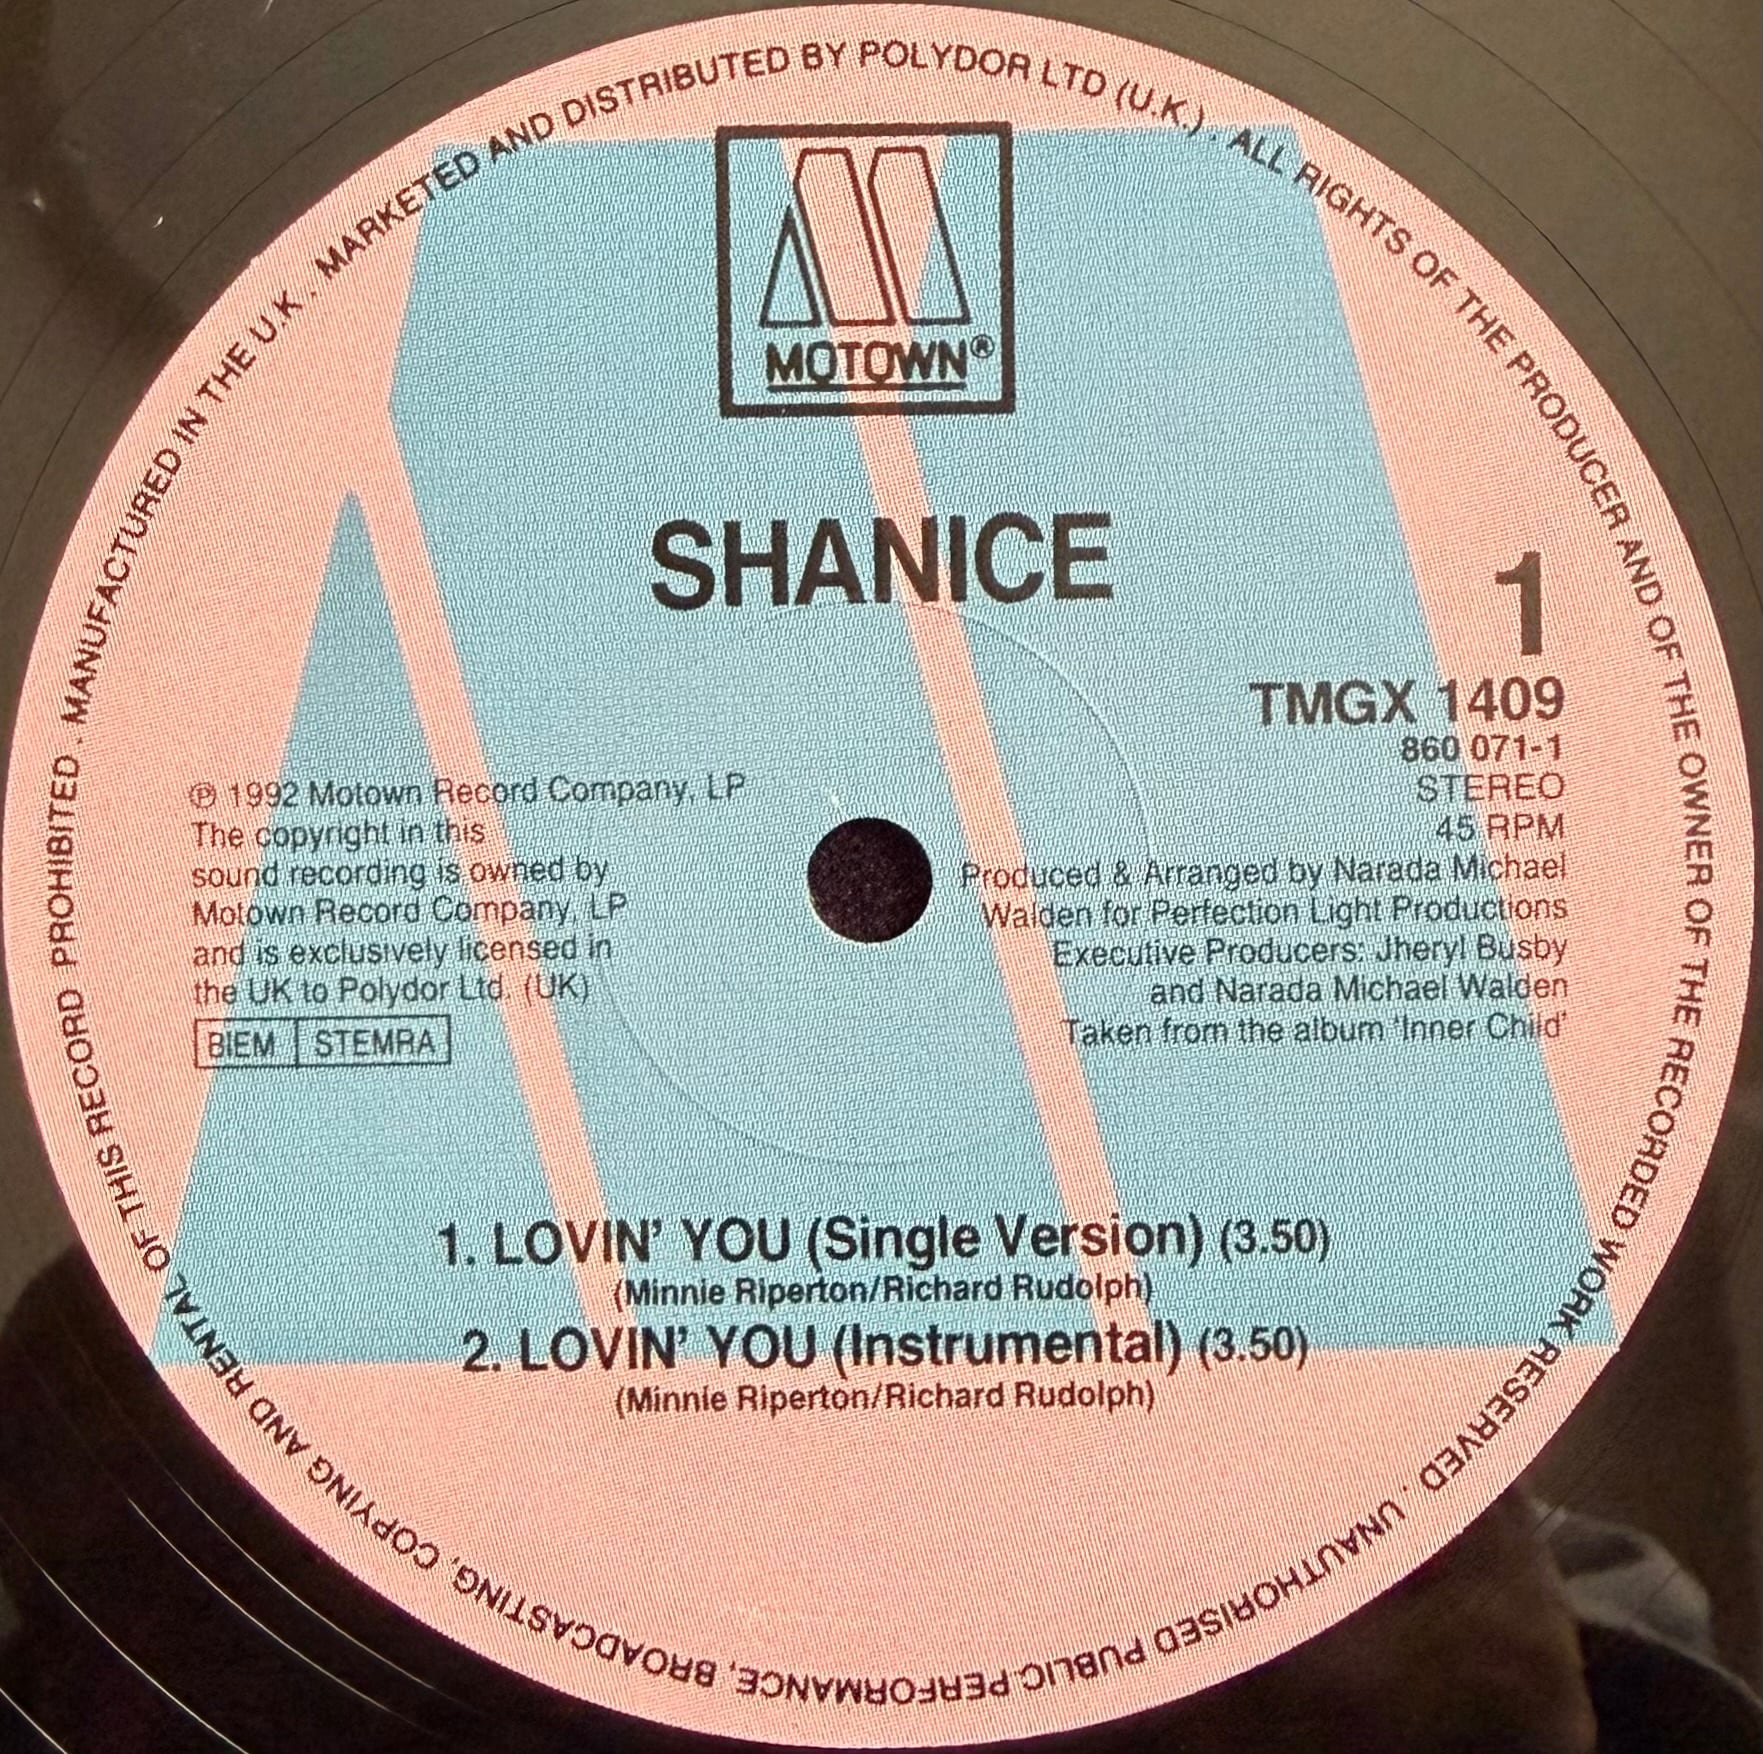 MANUFACTURED IN THE U.K. . MARKETED AND DISTRIBUTED BY POLYDOR LTD (U.K.) . ALL RIGHTS OF THE PRODUCER AND OF THE OWNER OF THE RECORDED WORK RESERVED . UNAUTHORISED PUBLIC PERFORMANCE, BROADCASTING, COPYING AND RENTAL OF THIS RECORD PROHIBITED .
MOTOWN®
SHANICE
1
TMGX 1409
860 071-1
STEREO
45 RPM
℗ 1992 Motown Record Company, LP
The copyright in this
sound recording is owned by
Motown Record Company, LP
and is exclusively licensed in
the UK to Polydor Ltd. (UK)
BIEM STEMRA
Produced & Arranged by Narada Michael
Walden for Perfection Light Productions
Executive Producers: Jheryl Busby
and Narada Michael Walden
Taken from the album 'Inner Child'
1. LOVIN' YOU (Single Version) (3.50)
(Minnie Riperton/Richard Rudolph)
2. LOVIN' YOU (Instrumental) (3.50)
(Minnie Riperton/Richard Rudolph)